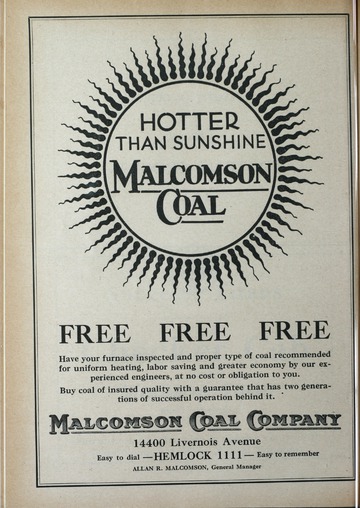 HOTTER
THAN SUNSHINE
MALCOMSON
COAL
FREE FREE FREE
Have your furnace inspected and proper type of coal recommended
for uniform heating, labor saving and greater economy by our ex-
perienced engineers, at no cost or obligation to you.
Buy coal of insured quality with a guarantee that has two genera-
tions of successful operation behind it.
MALCOMSON COAL COMPANY
14400 Livernois Avenue
Easy to dial —HEMLOCK 1111— Easy to remember
ALLAN R. MALCOMSON, General Manager